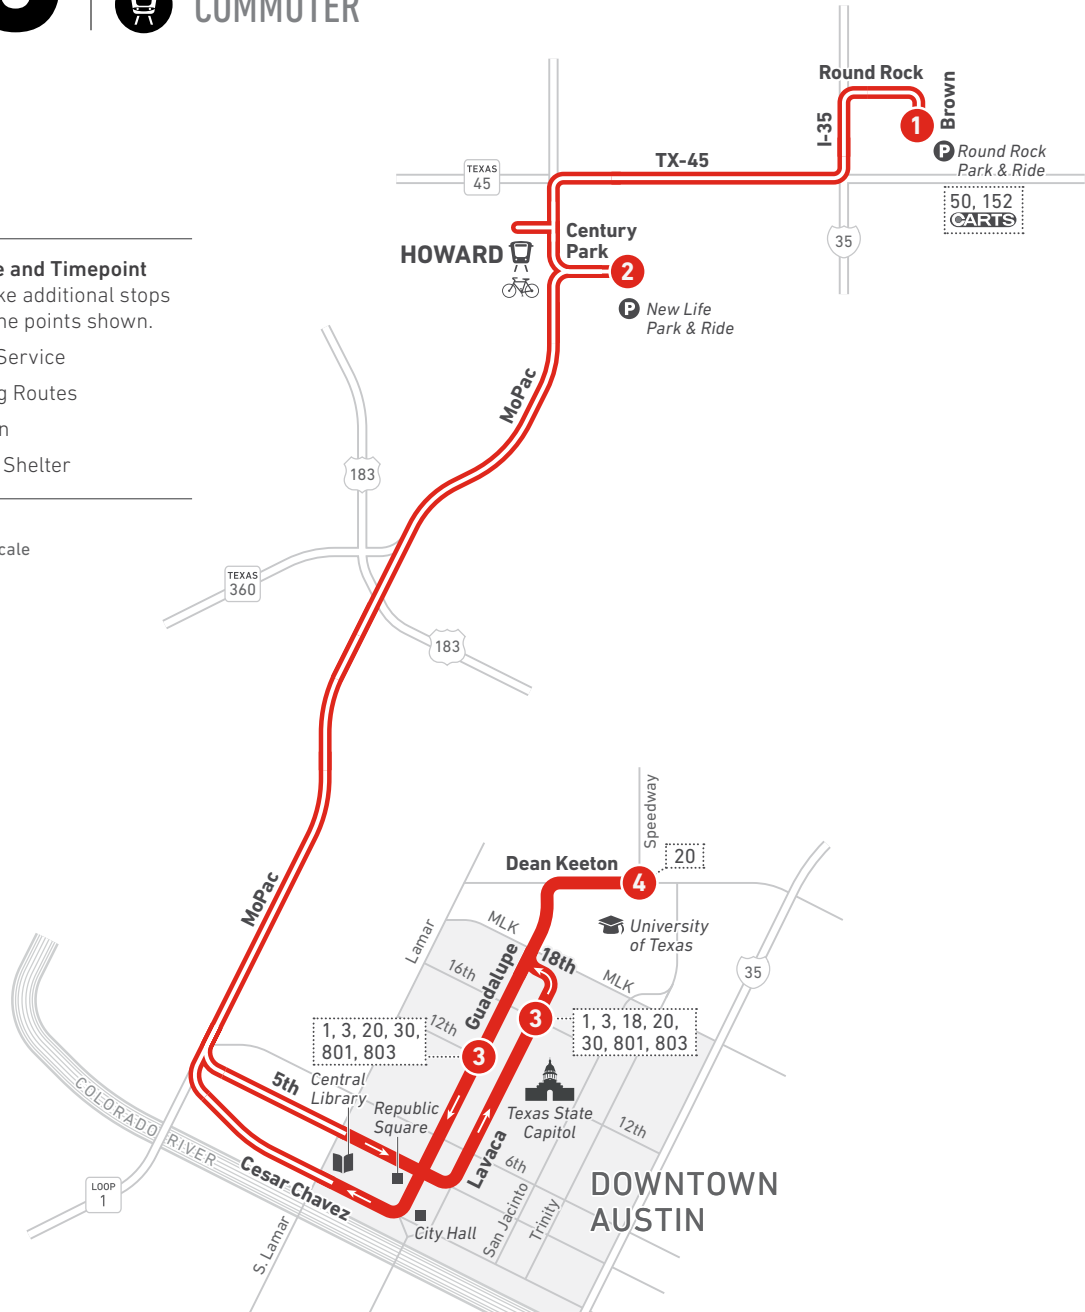 COMMUTER
Round Rock
Brown
I-35
1
P Round Rock
Park & Ride
TX-45
TEXAS
45
50, 152
CARTS
35
Century
Park
HOWARD
2
P New Life
Park & Ride
and Timepoint
additional stops
points shown.
Service
Routes
Shelter
MoPac
183
TEXAS
360
183
Speedway
20
Dean Keeton
4
MoPac
University
of Texas
Lamar
MLK
18th
MLK
16th
Guadalupe
35
12th
3
1, 3, 18, 20,
30, 801, 803
1, 3, 20, 30,
801, 803
3
5th
Central
Library
Republic
Square
Texas State
Capitol
12th
COLORADO RIVER
6th
Lavaca
Cesar Chavez
DOWNTOWN
AUSTIN
LOOP
1
San Jacinto
Trinity
City Hall
S. Lamar